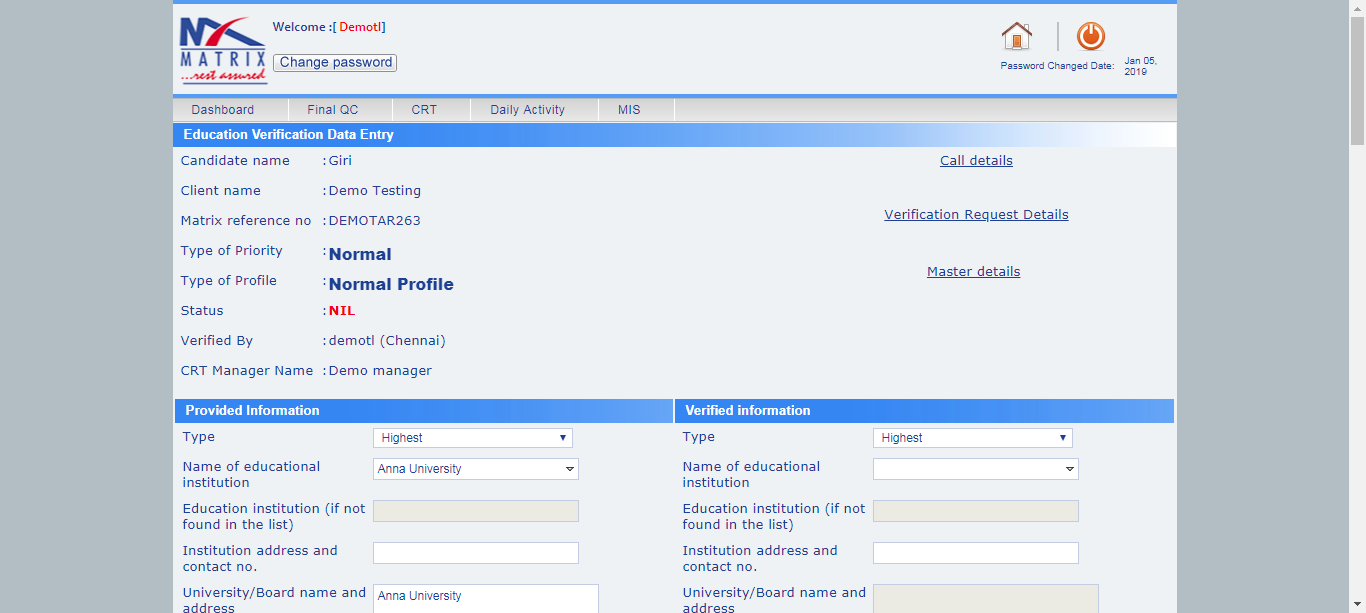 MATRIX
...rest assured
Welcome :[ Demotl]
Change password
Password Changed Date: Jan 05, 2019
Dashboard Final QC CRT Daily Activity MIS
Education Verification Data Entry
Candidate name :Giri
Call details
Client name :Demo Testing
Matrix reference no :DEMOTAR263
Verification Request Details
Type of Priority :Normal
Master details
Type of Profile :Normal Profile
Status :NIL
Verified By :demotl (Chennai)
CRT Manager Name :Demo manager
Provided Information
Verified information
Type Highest
Type Highest
Name of educational institution Anna University
Name of educational institution
Education institution (if not found in the list)
Education institution (if not found in the list)
Institution address and contact no.
Institution address and contact no.
University/Board name and address Anna University
University/Board name and address